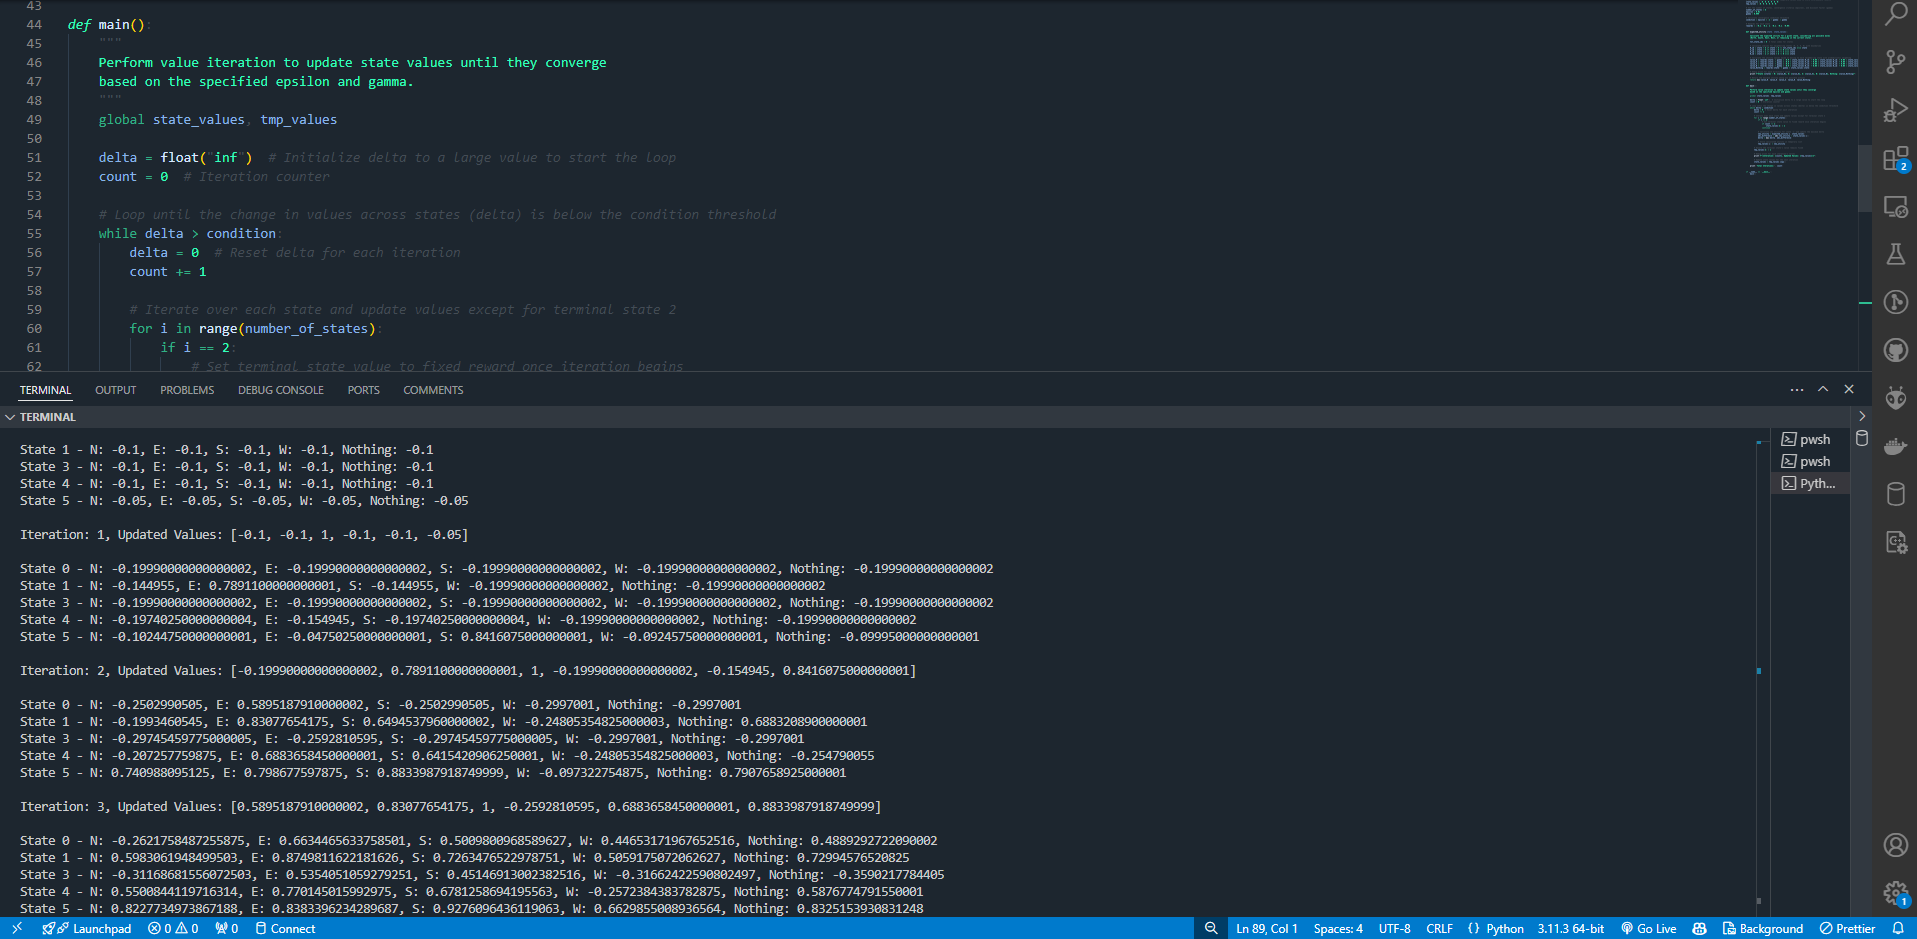 43
44 def main():
45 """
46 Perform value iteration to update state values until they converge
47 based on the specified epsilon and gamma.
48 """
49 global state_values, tmp_values
50
51 delta = float("inf") # Initialize delta to a large value to start the loop
52 count = 0 # Iteration counter
53
54 # Loop until the change in values across states (delta) is below the condition threshold
55 while delta > condition:
56 delta = 0 # Reset delta for each iteration
57 count += 1
58
59 # Iterate over each state and update values except for terminal state 2
60 for i in range(number_of_states):
61 if i == 2:
62 # Set terminal state value to fixed reward once iteration begins
TERMINAL OUTPUT PROBLEMS DEBUG CONSOLE PORTS COMMENTS
TERMINAL
State 1 - N: -0.1, E: -0.1, S: -0.1, W: -0.1, Nothing: -0.1
State 3 - N: -0.1, E: -0.1, S: -0.1, W: -0.1, Nothing: -0.1
State 4 - N: -0.1, E: -0.1, S: -0.1, W: -0.1, Nothing: -0.1
State 5 - N: -0.05, E: -0.05, S: -0.05, W: -0.05, Nothing: -0.05
Iteration: 1, Updated Values: [-0.1, -0.1, 1, -0.1, -0.1, -0.05]
State 0 - N: -0.19990000000000002, E: -0.19990000000000002, S: -0.19990000000000002, W: -0.19990000000000002, Nothing: -0.19990000000000002
State 1 - N: -0.144955, E: 0.7891100000000001, S: -0.144955, W: -0.19990000000000002, Nothing: -0.19990000000000002
State 3 - N: -0.19990000000000002, E: -0.19990000000000002, S: -0.19990000000000002, W: -0.19990000000000002, Nothing: -0.19990000000000002
State 4 - N: -0.19740250000000004, E: -0.154945, S: -0.19740250000000004, W: -0.19990000000000002, Nothing: -0.19990000000000002
State 5 - N: -0.10244750000000001, E: -0.04750250000000001, S: 0.8416075000000001, W: -0.09245750000000001, Nothing: -0.09995000000000001
Iteration: 2, Updated Values: [-0.19990000000000002, 0.7891100000000001, 1, -0.19990000000000002, -0.154945, 0.8416075000000001]
State 0 - N: -0.2502990505, E: 0.5895187910000002, S: -0.2502990505, W: -0.2997001, Nothing: -0.2997001
State 1 - N: -0.1993460545, E: 0.83077654175, S: 0.6494537960000002, W: -0.24805354825000003, Nothing: 0.6883208900000001
State 3 - N: -0.29745459775000005, E: -0.2592810595, S: -0.29745459775000005, W: -0.2997001, Nothing: -0.2997001
State 4 - N: -0.207257759875, E: 0.6883658450000001, S: 0.6415420906250001, W: -0.24805354825000003, Nothing: -0.254790055
State 5 - N: 0.740988095125, E: 0.798677597875, S: 0.8833987918749999, W: -0.097322754875, Nothing: 0.7907658925000001
Iteration: 3, Updated Values: [0.5895187910000002, 0.83077654175, 1, -0.2592810595, 0.6883658450000001, 0.8833987918749999]
State 0 - N: -0.2621758487255875, E: 0.6634465633758501, S: 0.5009800968589627, W: 0.44653171967652516, Nothing: 0.4889292722090002
State 1 - N: 0.5983061948499503, E: 0.8749811622181626, S: 0.7263476522978751, W: 0.5059175072062627, Nothing: 0.72994576520825
State 3 - N: -0.31168681556072503, E: 0.5354051059279251, S: 0.45146913002382516, W: -0.31662422590802497, Nothing: -0.3590217784405
State 4 - N: 0.5500844119716314, E: 0.770145015992975, S: 0.6781258694195563, W: -0.2572384383782875, Nothing: 0.5876774791550001
State 5 - N: 0.8227734973867188, E: 0.8383396234289687, S: 0.9276096436119063, W: 0.6629855008936564, Nothing: 0.8325153930831248
pwsh
pwsh
Pyth...
2
1
Launchpad 0 0 0 Connect Ln 89, Col 1 Spaces: 4 UTF-8 CRLF { } Python 3.11.3 64-bit Go Live Background Prettier